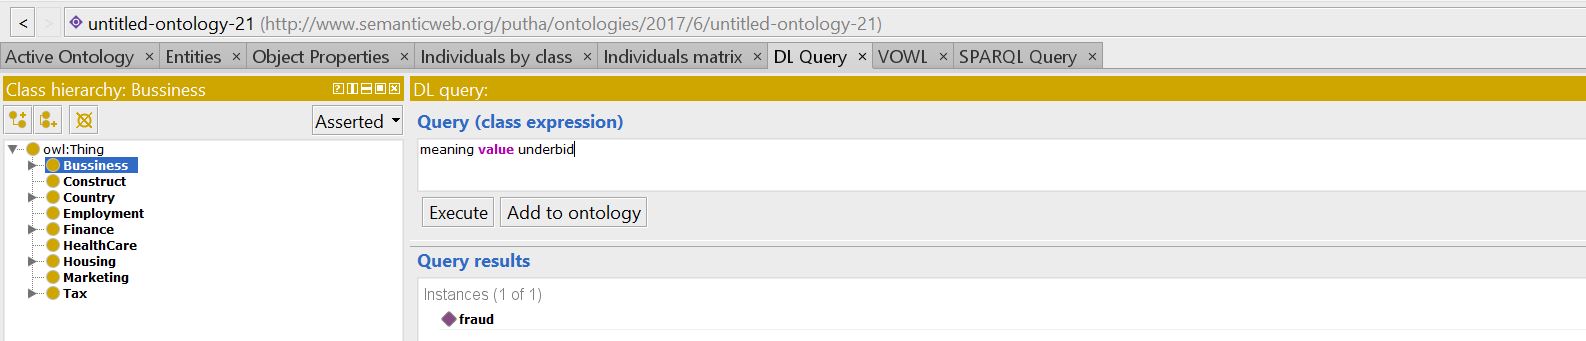 < > untitled-ontology-21 (http://www.semanticweb.org/putha/ontologies/2017/6/untitled-ontology-21)
Active Ontology × Entities × Object Properties × Individuals by class × Individuals matrix × DL Query × VOWL × SPARQL Query ×
Class hierarchy: Bussiness
Asserted
owl:Thing
Bussiness
Construct
Country
Employment
Finance
HealthCare
Housing
Marketing
Tax
DL query:
Query (class expression)
meaning value underbid
Execute Add to ontology
Query results
Instances (1 of 1)
fraud